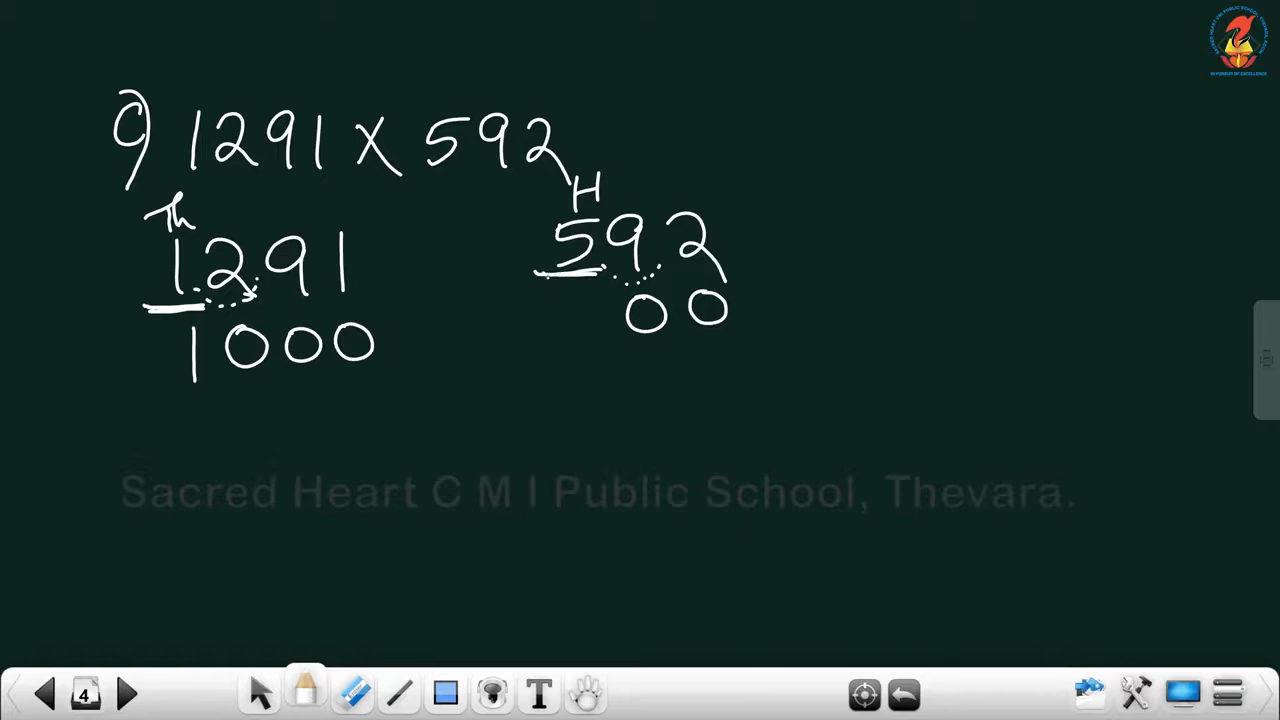 9) 1291 X 592
Th H
1291 592
1000 00
Sacred Heart C M I Public School, Thevara.
4
T